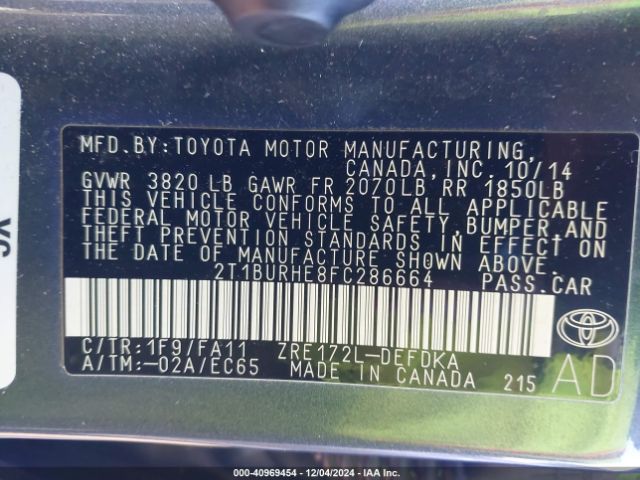 MFD.BY:TOYOTA MOTOR MANUFACTURING,
CANADA,INC. 10/14
GVWR 3820 LB GAWR FR 2070LB RR 1850LB
THIS VEHICLE CONFORMS TO ALL APPLICABLE
FEDERAL MOTOR VEHICLE SAFETY,BUMPER,AND
THEFT PREVENTION STANDARDS IN EFFECT ON
THE DATE OF MANUFACTURE SHOWN ABOVE.
2T1BURHE8FC286664 PASS.CAR
C/TR:1F9/FA11 ZRE172L-DEFDKA
A/TM:-02A/EC65 MADE IN CANADA 215
AD
000-40969454 - 12/04/2024 - IAA Inc.